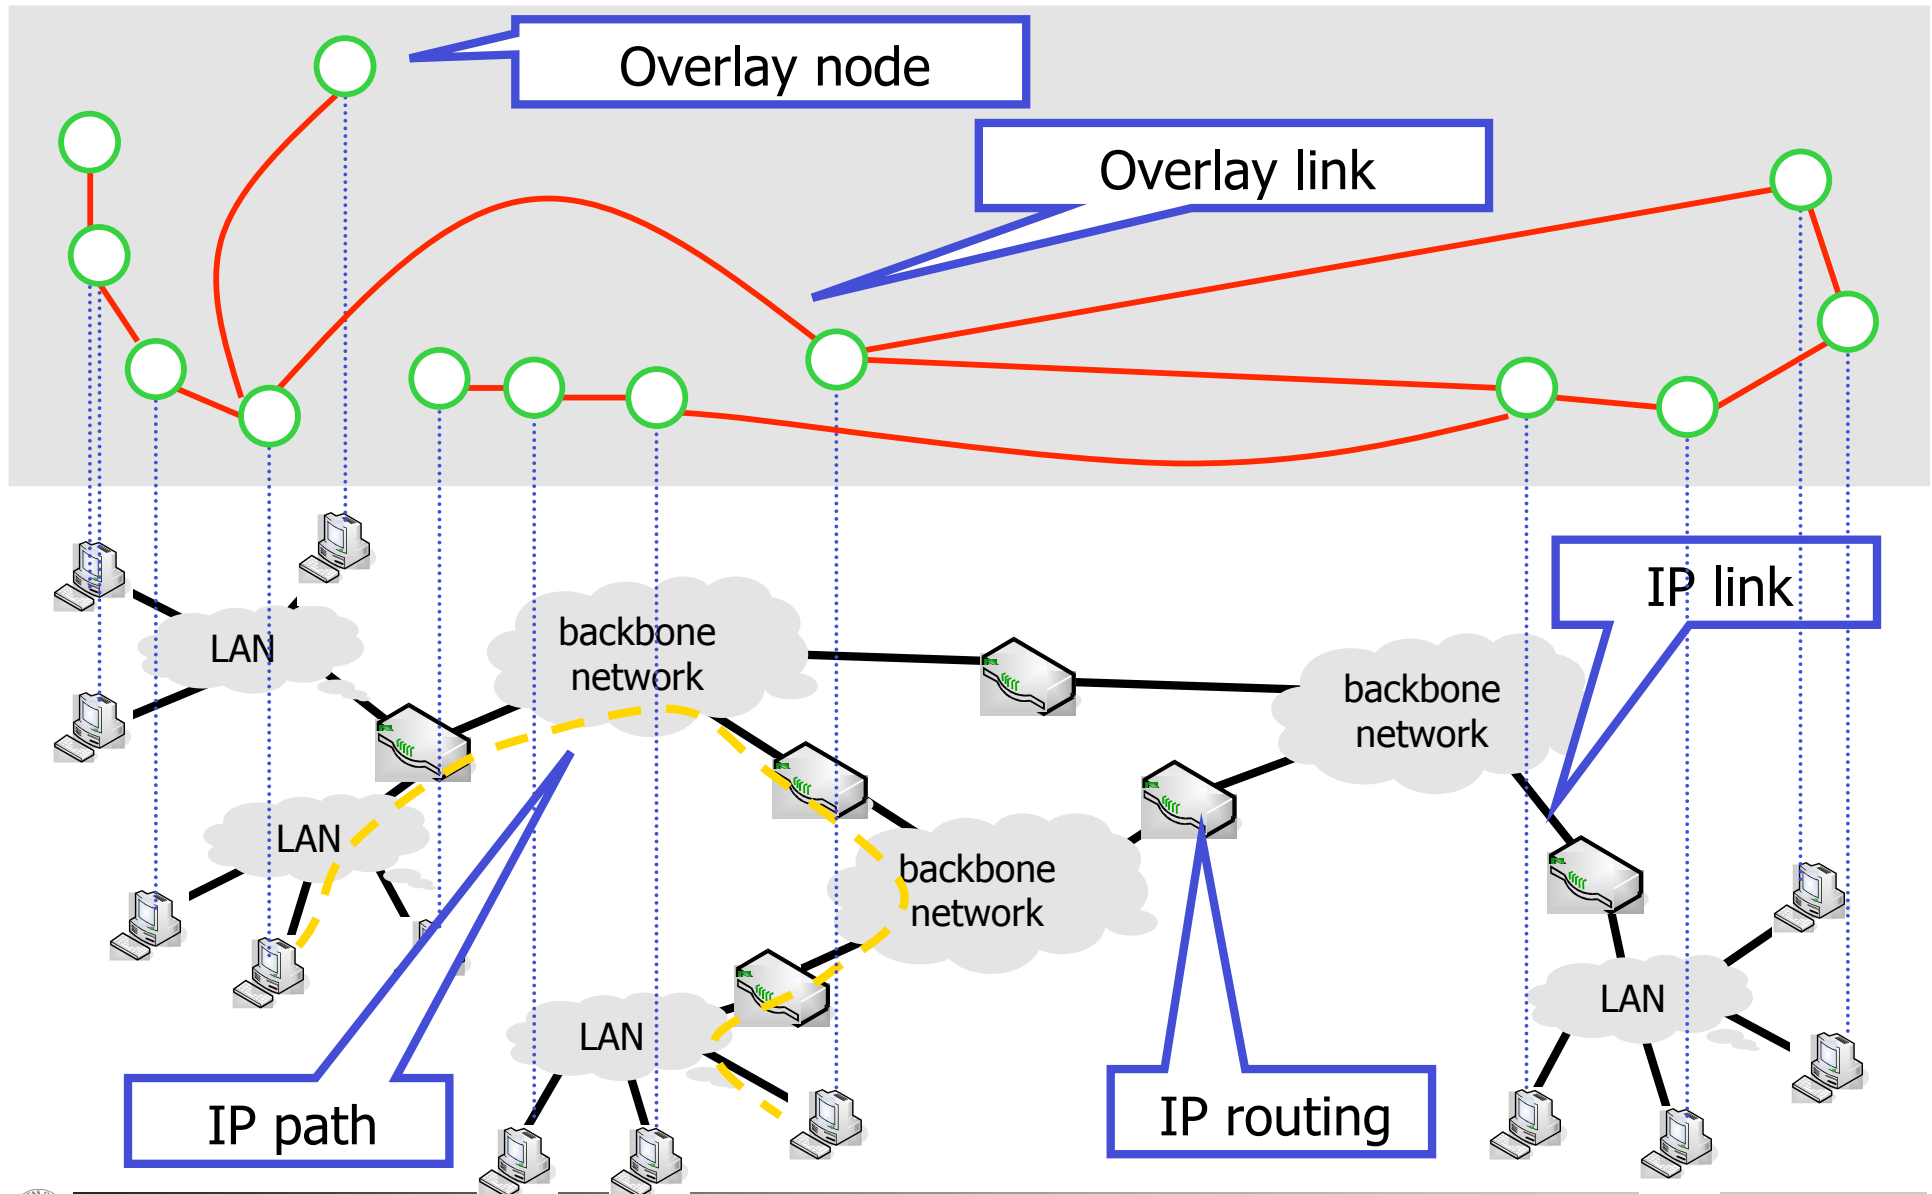 Overlay node
Overlay link
IP link
backbone
network
LAN
backbone
network
LAN
backbone
network
LAN
LAN
IP path
IP routing